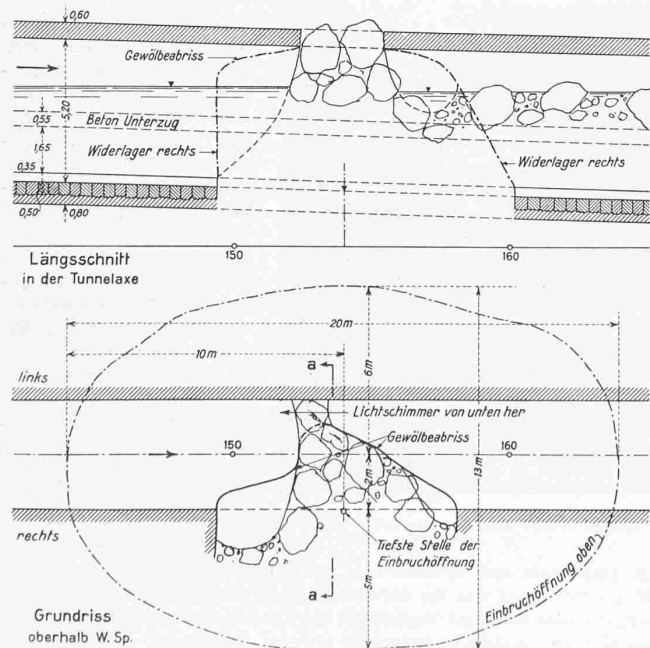 0,60
Gewölbeabriss
5,20
0,55
Beton Unterzug
1,65
Widerlager rechts
Widerlager rechts
0,35
0,50
0,80
Längsschnitt
in der Tunnelaxe
150
160
20m
10m
a
6m
links
Lichtschimmer von unten her
Gewölbeabriss
150
160
2m
13m
rechts
Tiefste Stelle der
Einbruchöffnung
5m
a
Einbruchöffnung oben
Grundriss
oberhalb W. Sp.